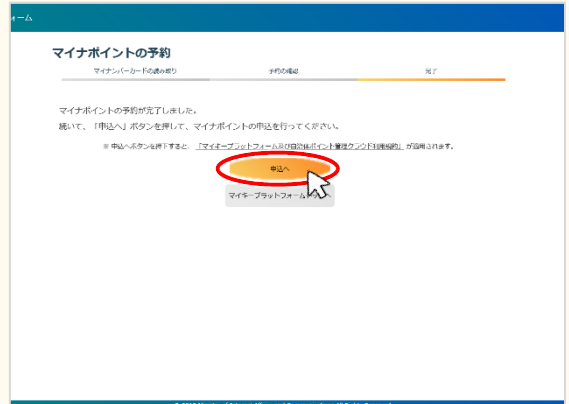 ーム
マイナポイントの予約
マイナンバーカードの読み取り
予約の確認
完了
マイナポイントの予約が完了しました。
続いて、「申込へ」ボタンを押して、マイナポイントの申込を行ってください。
※ 申込へボタンを押下すると、「マイキープラットフォーム及び自治体ポイント管理クラウド利用規約」が適用されます。
申込へ
マイキープラットフォーム
へ